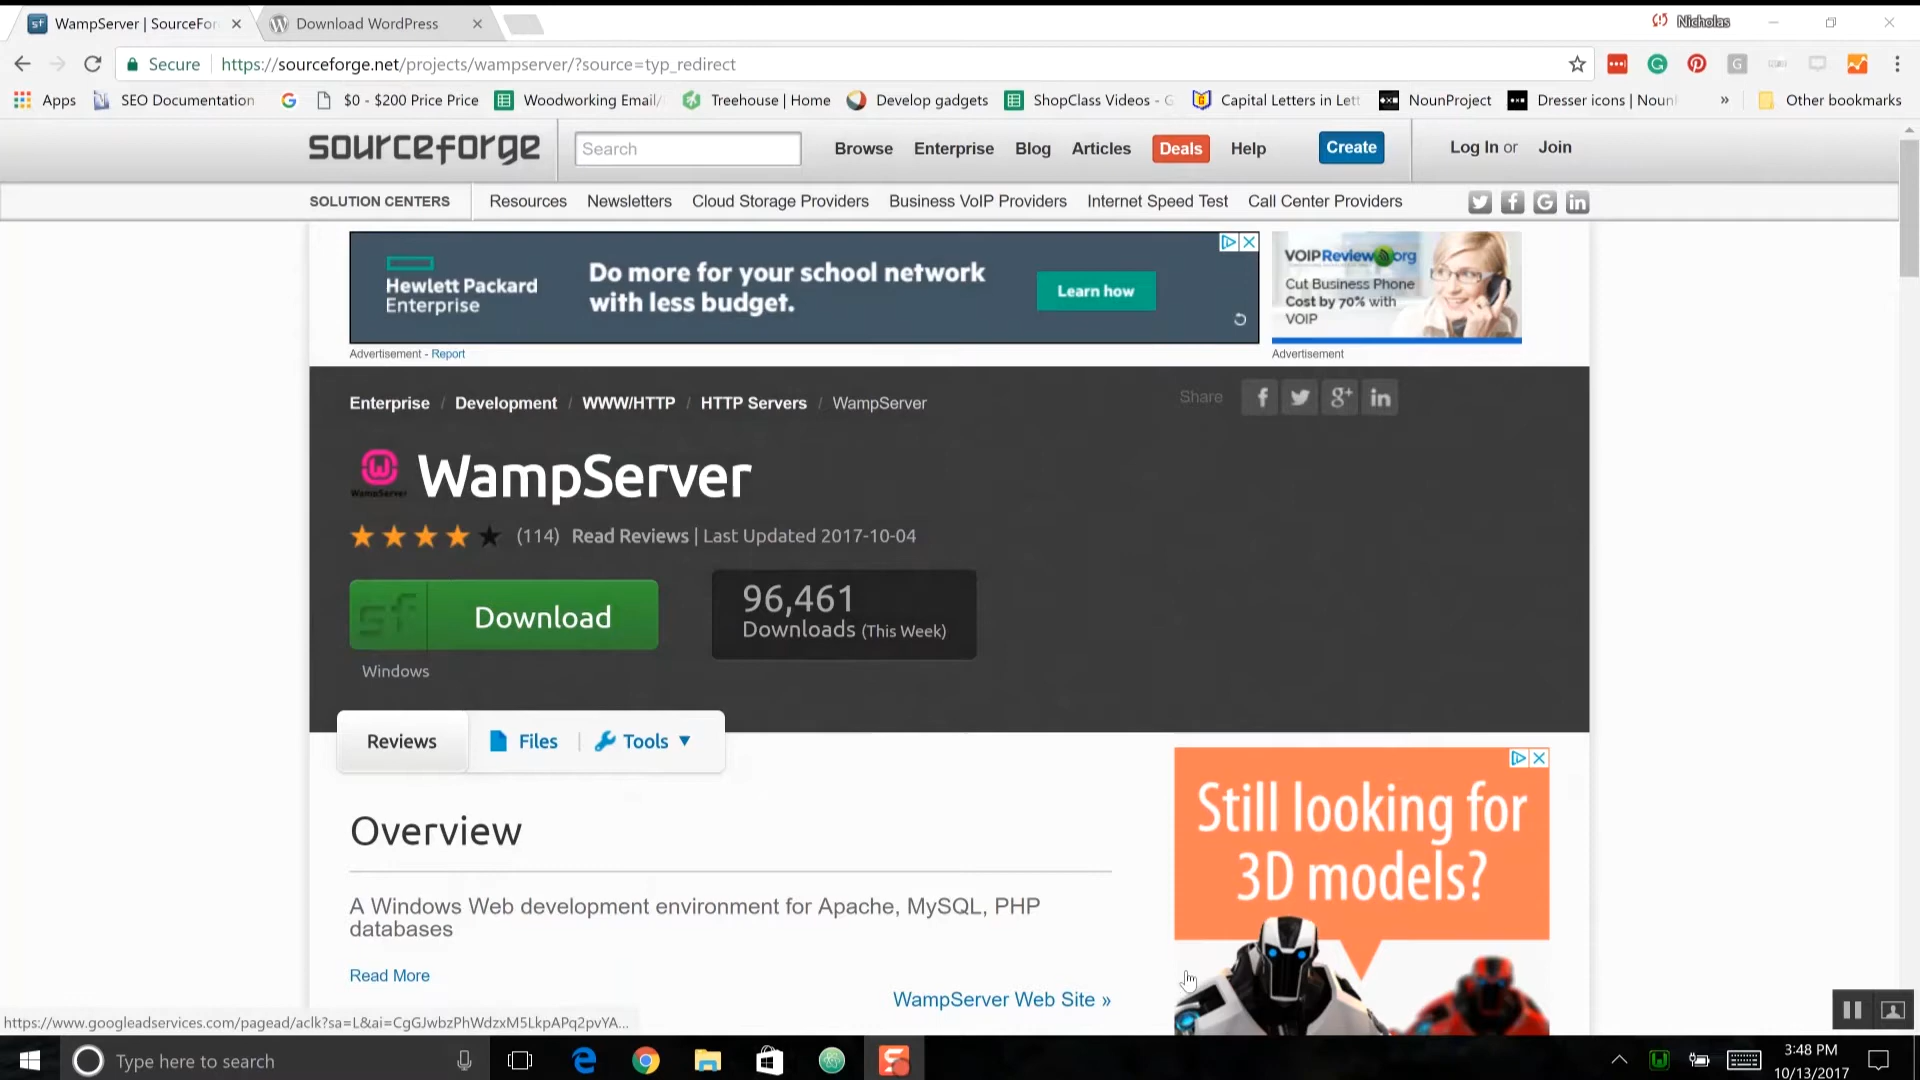 WampServer | SourceFor
Download WordPress
Nicholas
Secure
https://sourceforge.net/projects/wampserver/?source=typ_redirect
Apps
SEO Documentation
$0 - $200 Price Price
Woodworking Email/
Treehouse | Home
Develop gadgets
ShopClass Videos - G
Capital Letters in Lett
NounProject
Dresser icons | Noun
»
Other bookmarks
sourceforge
Search
Browse
Enterprise
Blog
Articles
Deals
Help
Create
Log In or Join
SOLUTION CENTERS
Resources
Newsletters
Cloud Storage Providers
Business VoIP Providers
Internet Speed Test
Call Center Providers
Hewlett Packard
Enterprise
Do more for your school network
with less budget.
Learn how
VOIPReview.org
Cut Business Phone
Cost by 70% with
VOIP
Advertisement - Report
Advertisement
Enterprise / Development / WWW/HTTP / HTTP Servers / WampServer
Share
WampServer
WampServer
(114) Read Reviews | Last Updated 2017-10-04
sf
Download
96,461
Downloads (This Week)
Windows
Reviews
Files
Tools
Overview
A Windows Web development environment for Apache, MySQL, PHP
databases
Read More
WampServer Web Site »
Still looking for
3D models?
https://www.googleadservices.com/pagead/aclk?sa=L&ai=CgGJwbzPhWdzxM5LkpAPq2pvYA...
Type here to search
3:48 PM
10/13/2017